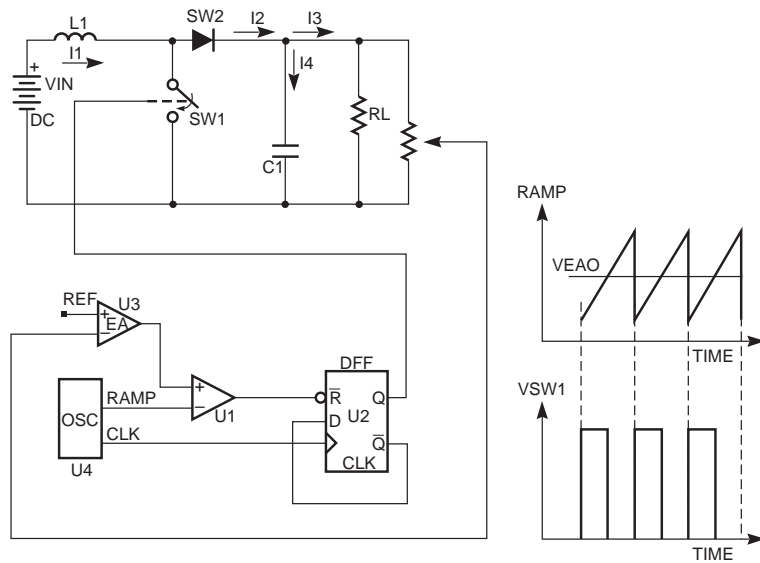 SW2
L1
I2
I3
I1
I4
+
VIN
DC
SW1
RL
C1
RAMP
VEAO
TIME
REF
U3
+
EA
–
DFF
RAMP
+
–
U1
R
Q
U2
D
OSC
CLK
Q
CLK
U4
VSW1
TIME